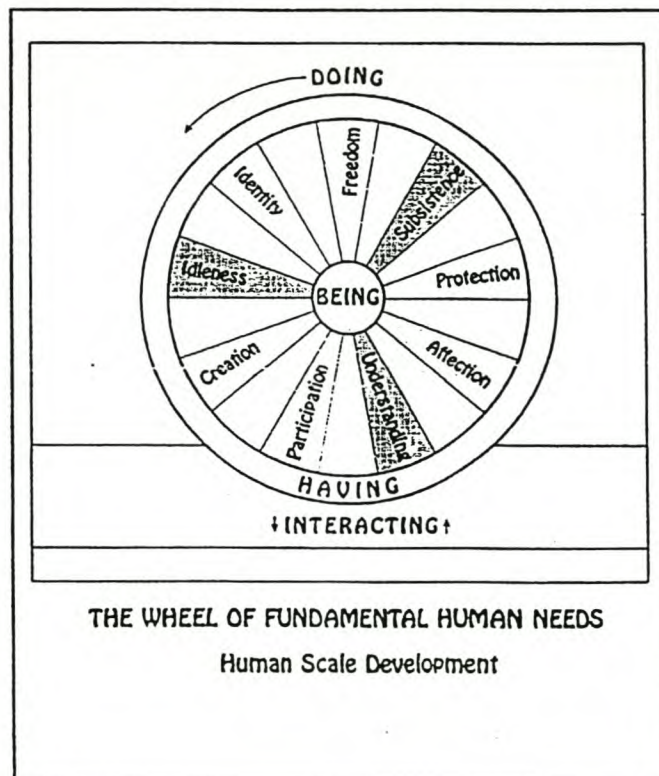 DOING
Freedom
Subsistence
Protection
Affection
Understanding
Participation
Creation
Idleness
Identity
BEING
HAVING
↓INTERACTING↑
THE WHEEL OF FUNDAMENTAL HUMAN NEEDS
Human Scale Development